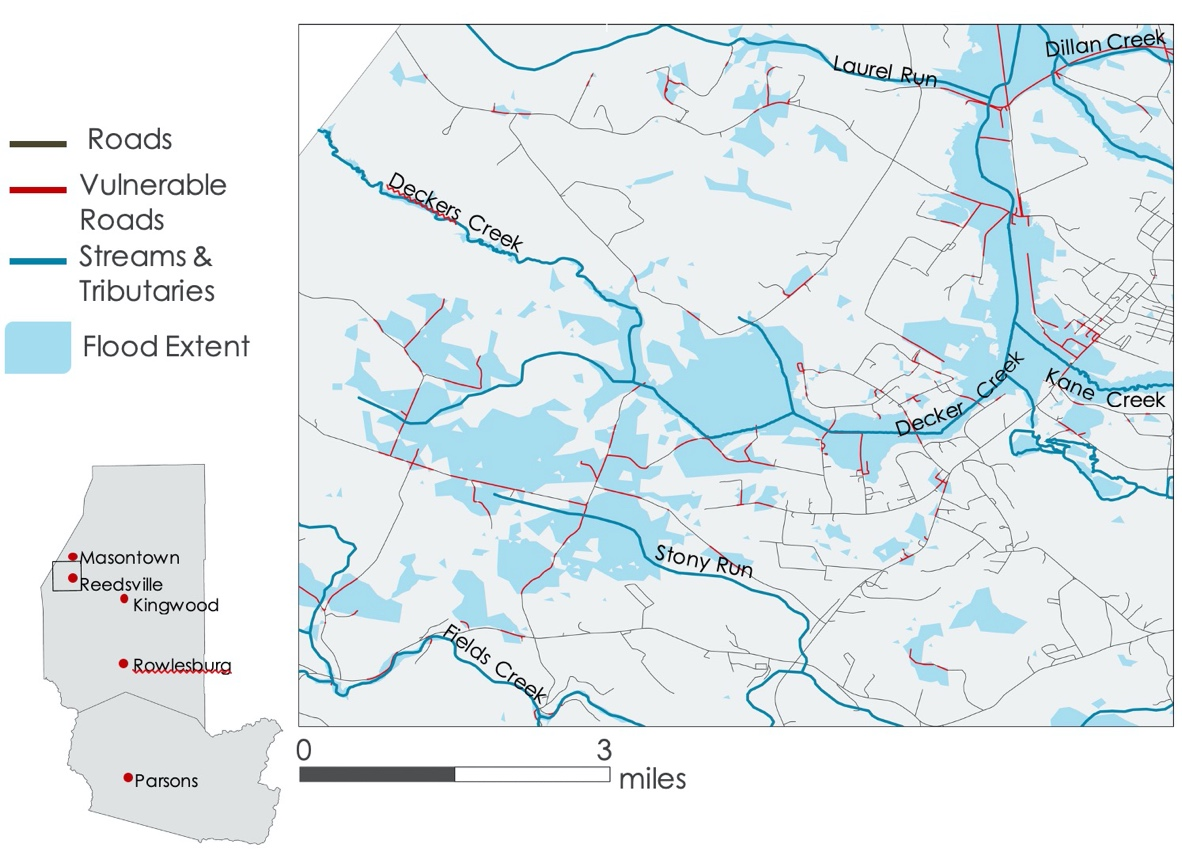 Roads
Vulnerable
Roads
Streams &
Tributaries
Flood Extent
Dillan Creek
Laurel Run
Deckers Creek
Decker Creek
Kane Creek
Stony Run
Fields Creek
Masontown
Reedsville
Kingwood
Rowlesburg
Parsons
0 3
miles